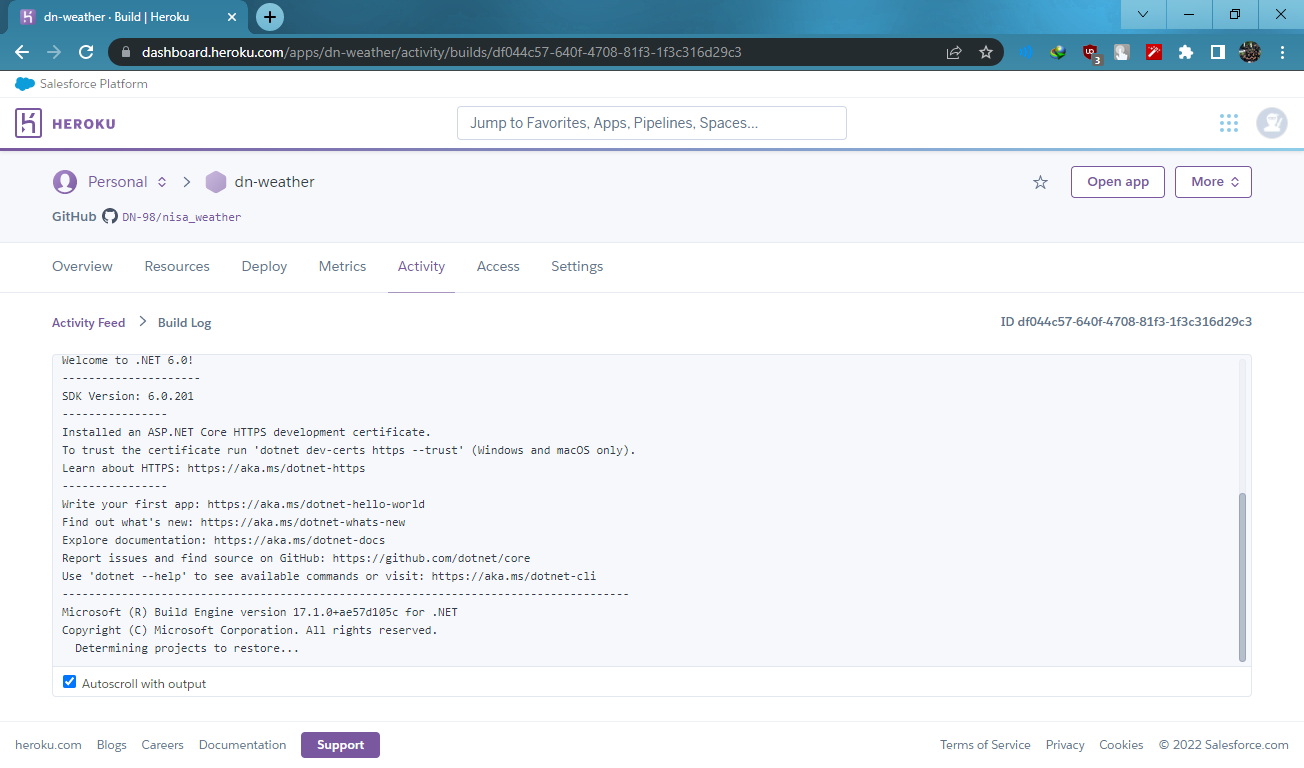 dn-weather · Build | Heroku
dashboard.heroku.com/apps/dn-weather/activity/builds/df044c57-640f-4708-81f3-1f3c316d29c3
3
Salesforce Platform
HEROKU
Jump to Favorites, Apps, Pipelines, Spaces...
Personal
dn-weather
Open app
More
GitHub DN-98/nisa_weather
Overview
Resources
Deploy
Metrics
Activity
Access
Settings
Activity Feed
Build Log
ID df044c57-640f-4708-81f3-1f3c316d29c3
Welcome to .NET 6.0!
---------------------
SDK Version: 6.0.201
----------------
Installed an ASP.NET Core HTTPS development certificate.
To trust the certificate run 'dotnet dev-certs https --trust' (Windows and macOS only).
Learn about HTTPS: https://aka.ms/dotnet-https
----------------
Write your first app: https://aka.ms/dotnet-hello-world
Find out what's new: https://aka.ms/dotnet-whats-new
Explore documentation: https://aka.ms/dotnet-docs
Report issues and find source on GitHub: https://github.com/dotnet/core
Use 'dotnet --help' to see available commands or visit: https://aka.ms/dotnet-cli
--------------------------------------------------------------------------------------
Microsoft (R) Build Engine version 17.1.0+ae57d105c for .NET
Copyright (C) Microsoft Corporation. All rights reserved.
Determining projects to restore...
Autoscroll with output
heroku.com
Blogs
Careers
Documentation
Support
Terms of Service
Privacy
Cookies
© 2022 Salesforce.com